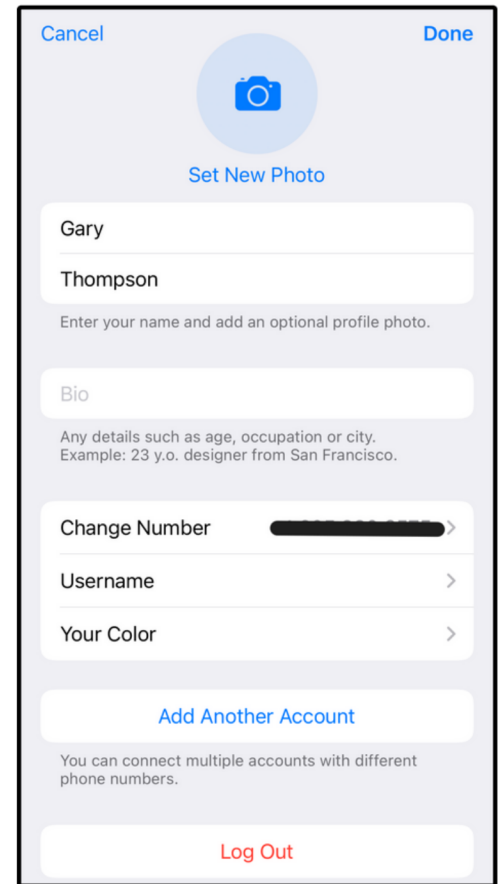 Cancel
Done
Set New Photo
Gary
Thompson
Enter your name and add an optional profile photo.
Bio
Any details such as age, occupation or city.
Example: 23 y.o. designer from San Francisco.
Change Number
Username
Your Color
Add Another Account
You can connect multiple accounts with different
phone numbers.
Log Out